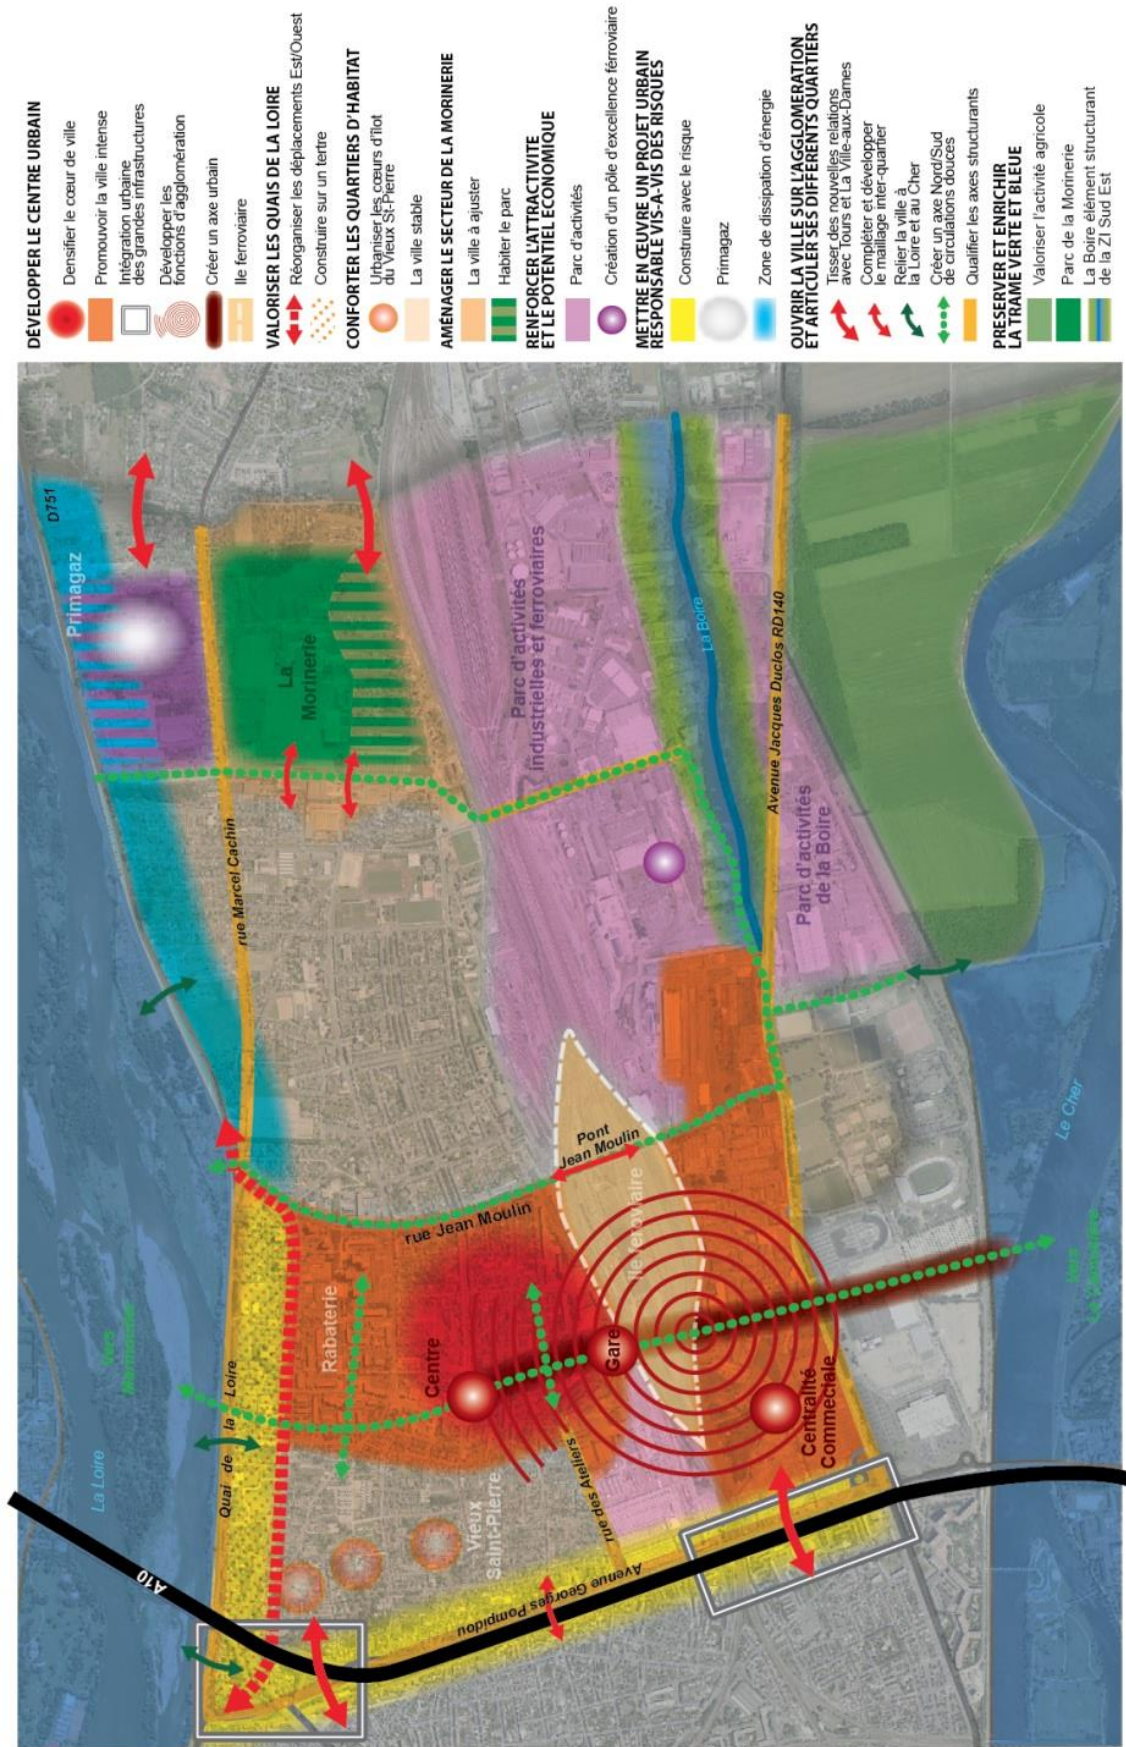 DÉVELOPPER LE CENTRE URBAIN
Densifier le cœur de ville
Promouvoir la ville intense
Intégration urbaine
des grandes infrastructures
Développer les
fonctions d'agglomération
Créer un axe urbain
Ile ferroviaire
VALORISER LES QUAIS DE LA LOIRE
Réorganiser les déplacements Est/Ouest
Construire sur un tertre
CONFORTER LES QUARTIERS D'HABITAT
Urbaniser les cœurs d'îlot
du Vieux St-Pierre
La ville stable
AMÉNAGER LE SECTEUR DE LA MORINERIE
La ville à ajuster
Habiter le parc
RENFORCER L'ATTRACTIVITE
ET LE POTENTIEL ECONOMIQUE
Parc d'activités
Création d'un pôle d'excellence férroviaire
METTRE EN ŒUVRE UN PROJET URBAIN
RESPONSABLE VIS-A-VIS DES RISQUES
Construire avec le risque
Primagaz
Zone de dissipation d'énergie
OUVRIR LA VILLE SUR L'AGGLOMERATION
ET ARTICULER SES DIFFERENTS QUARTIERS
Tisser des nouvelles relations
avec Tours et La Ville-aux-Dames
Compléter et développer
le maillage inter-quartier
Relier la ville à
la Loire et au Cher
Créer un axe Nord/Sud
de circulations douces
Qualifier les axes structurants
PRESERVER ET ENRICHIR
LA TRAME VERTE ET BLEUE
Valoriser l'activité agricole
Parc de la Morinerie
La Boire élément structurant
de la ZI Sud Est
D751
Primagaz
La
Morinerie
rue Marcel Cachin
Parc d'activités
industrielles et ferroviaires
La Boire
Avenue Jacques Duclos RD140
Parc d'activités
de la Boire
Pont
Jean Moulin
rue Jean Moulin
Ile ferroviaire
Le Cher
Vers
Rabaterie
Centre
Gare
Centralité
Commeciale
Vers
Quai de la Loire
La Loire
rue des Ateliers
Vieux
Saint-Pierre
Avenue Georges Pompidou
A10